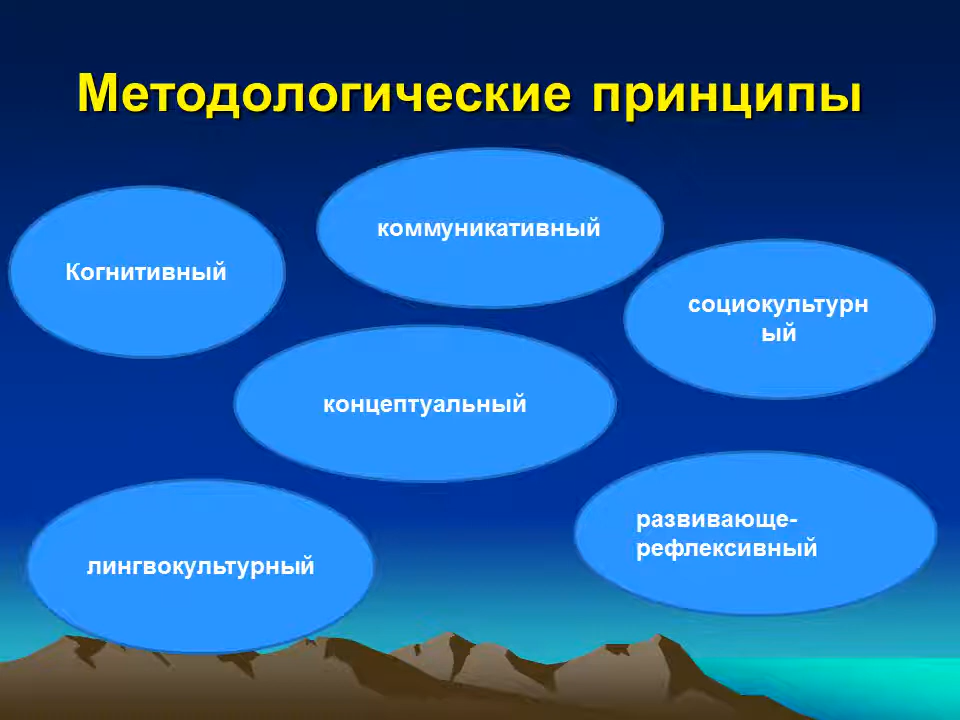 Методологические принципы
коммуникативный
Когнитивный
социокультурн
ый
концептуальный
развивающе-
рефлексивный
лингвокультурный